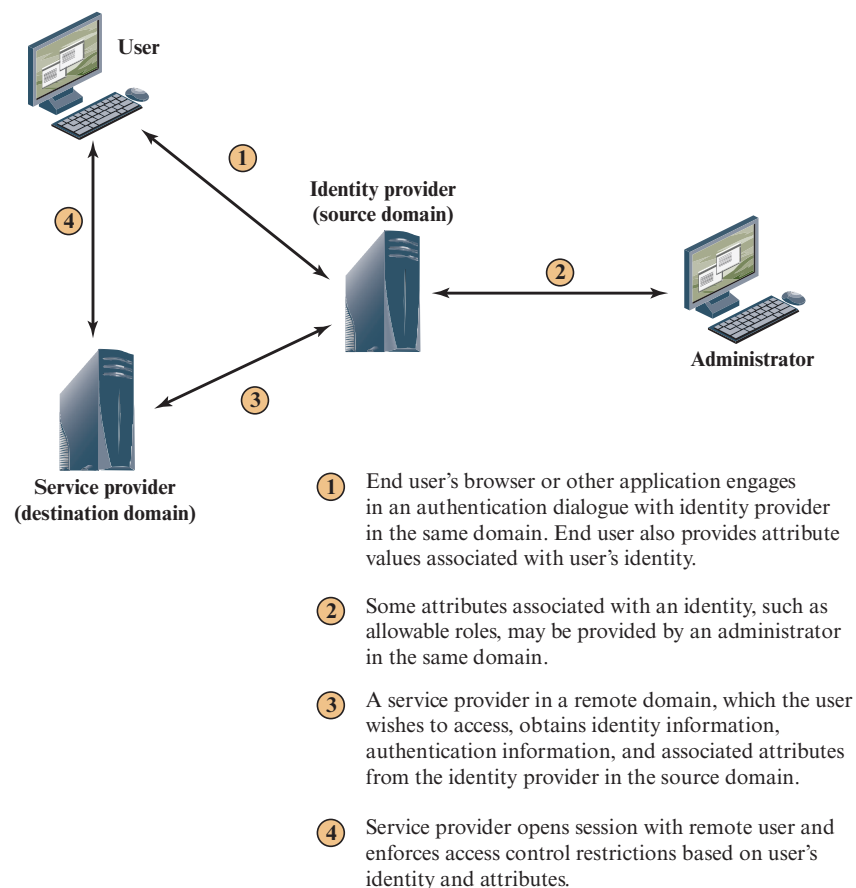 User
1
4
Identity provider
(source domain)
2
Administrator
3
Service provider
(destination domain)
1 End user’s browser or other application engages
in an authentication dialogue with identity provider
in the same domain. End user also provides attribute
values associated with user’s identity.
2 Some attributes associated with an identity, such as
allowable roles, may be provided by an administrator
in the same domain.
3 A service provider in a remote domain, which the user
wishes to access, obtains identity information,
authentication information, and associated attributes
from the identity provider in the source domain.
4 Service provider opens session with remote user and
enforces access control restrictions based on user’s
identity and attributes.